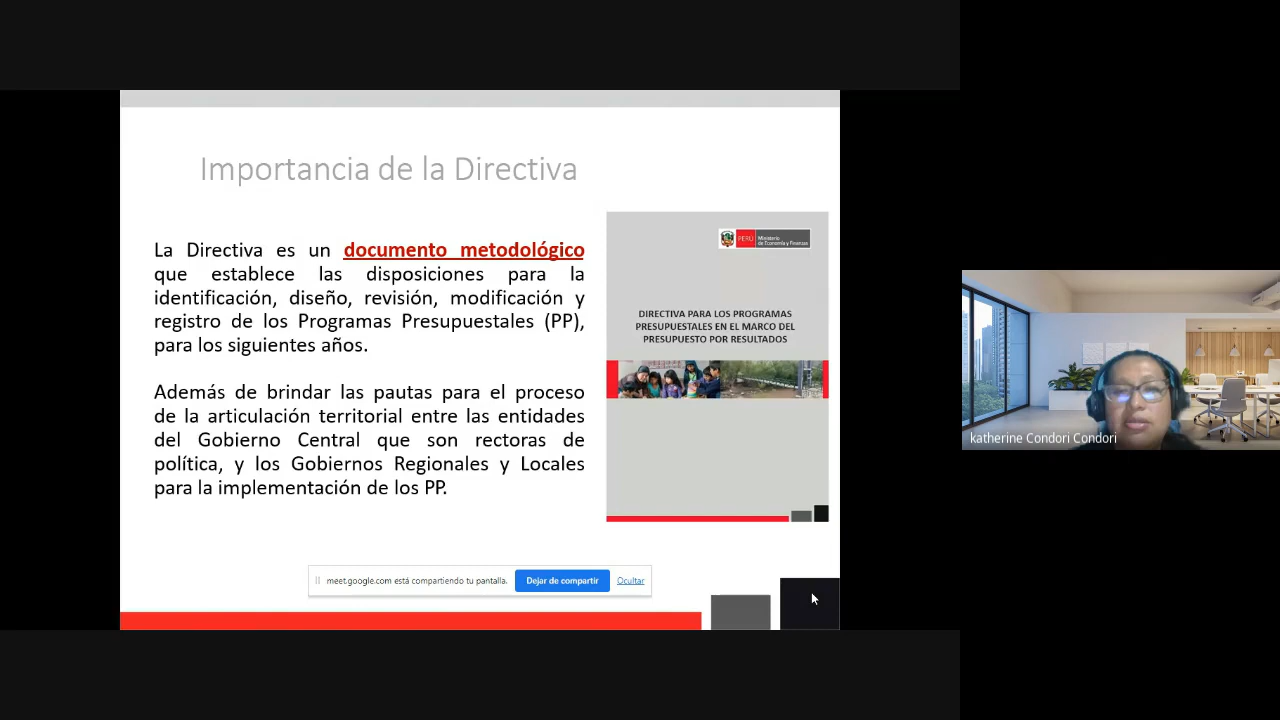 Importancia de la Directiva
La Directiva es un documento metodológico
que establece las disposiciones para la
identificación, diseño, revisión, modificación y
registro de los Programas Presupuestales (PP),
para los siguientes años.
Además de brindar las pautas para el proceso
de la articulación territorial entre las entidades
del Gobierno Central que son rectoras de
política, y los Gobiernos Regionales y Locales
para la implementación de los PP.
PERÚ
Ministerio
de Economía y Finanzas
DIRECTIVA PARA LOS PROGRAMAS
PRESUPUESTALES EN EL MARCO DEL
PRESUPUESTO POR RESULTADOS
meet.google.com está compartiendo tu pantalla.
Dejar de compartir
Ocultar
katherine Condori Condori